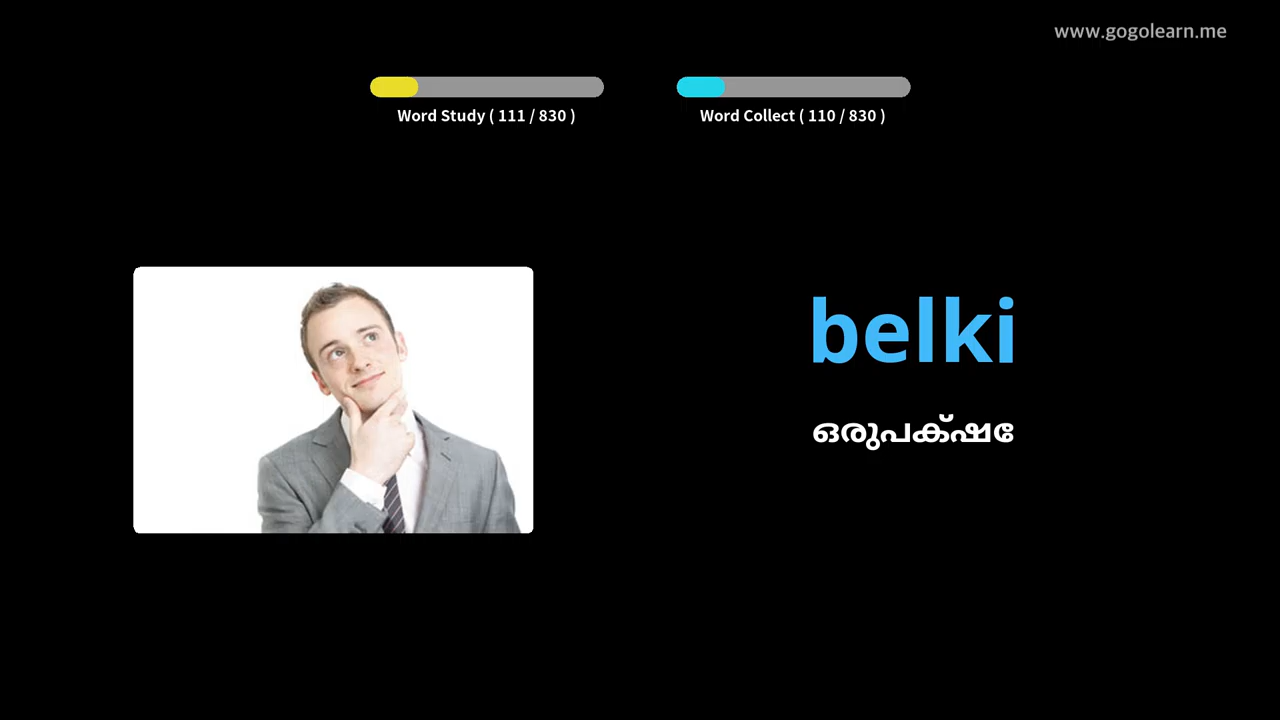 www.gogolearn.me
Word Study ( 111 / 830 )
Word Collect ( 110 / 830 )
belki
ഒരുപക്ഷേ